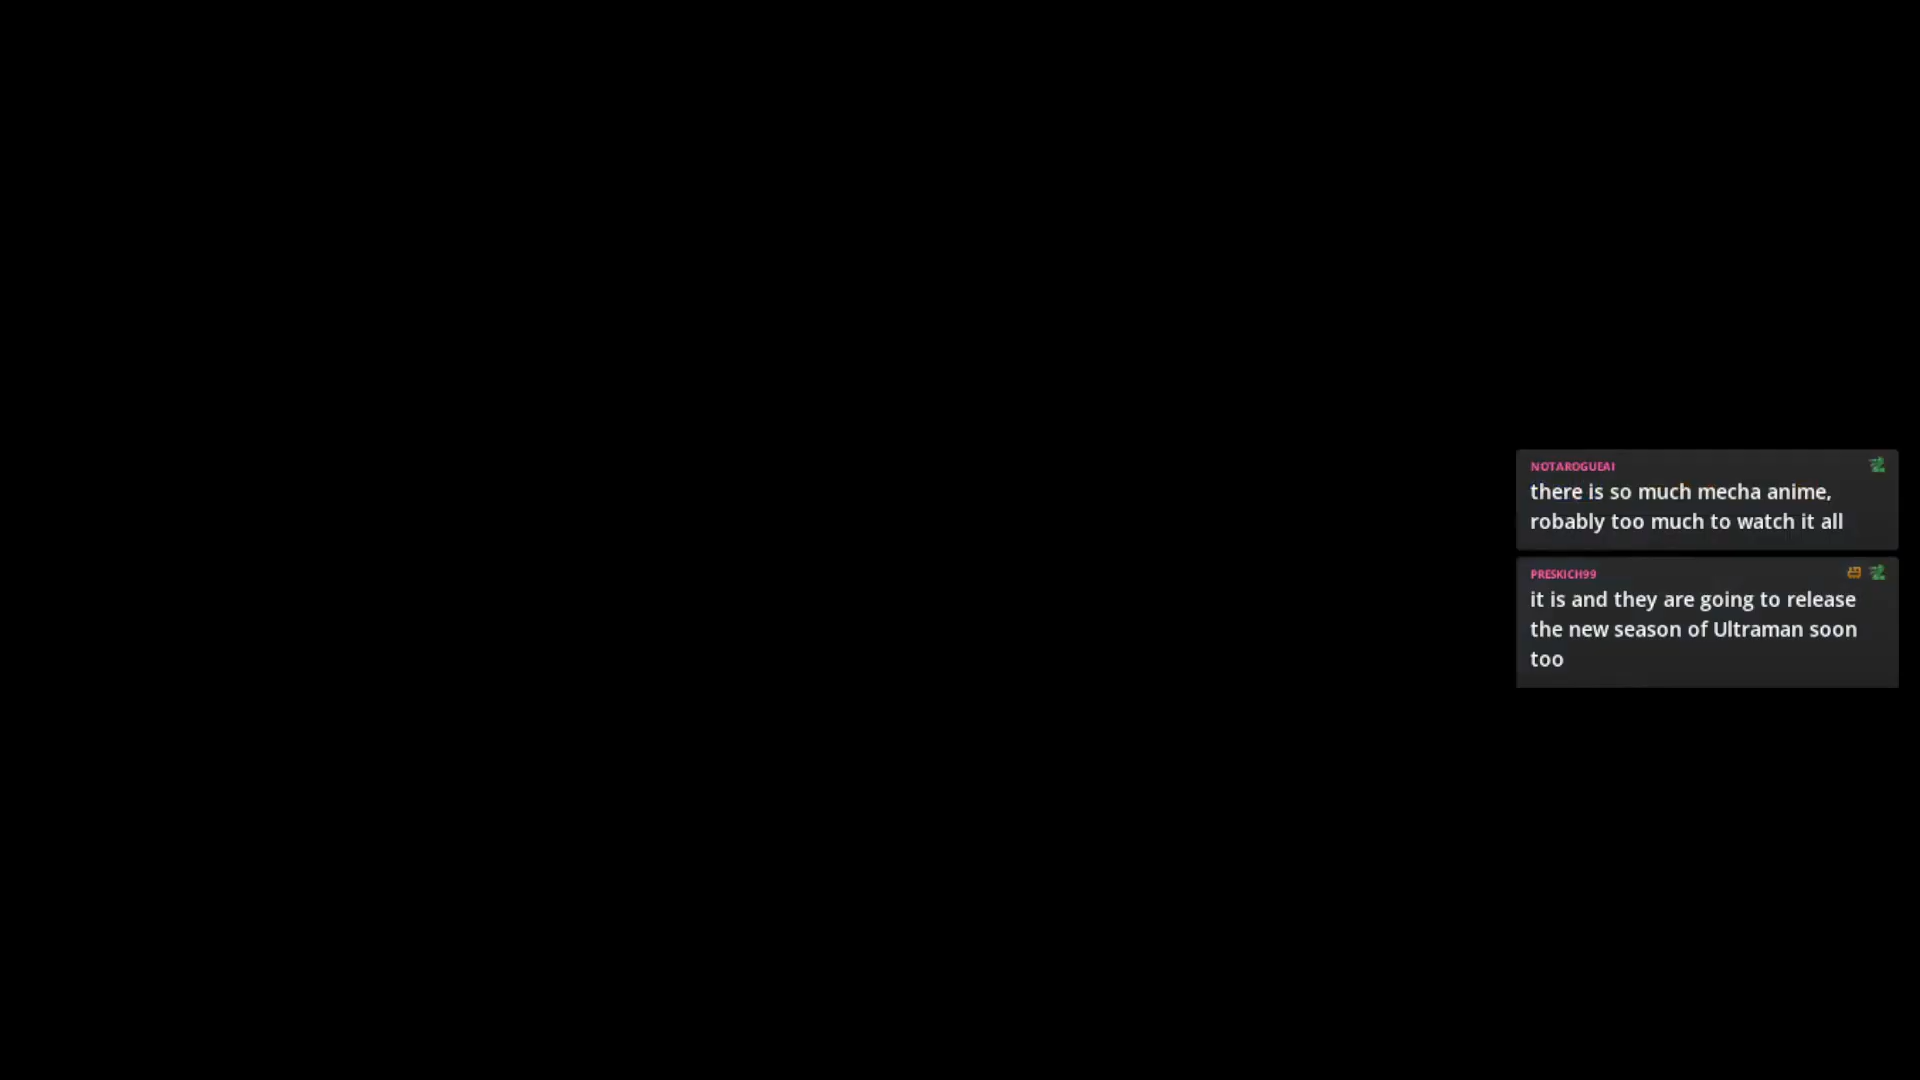 NOTAROGUEAI
there is so much mecha anime,
robably too much to watch it all
PRESKICH99
it is and they are going to release
the new season of Ultraman soon
too